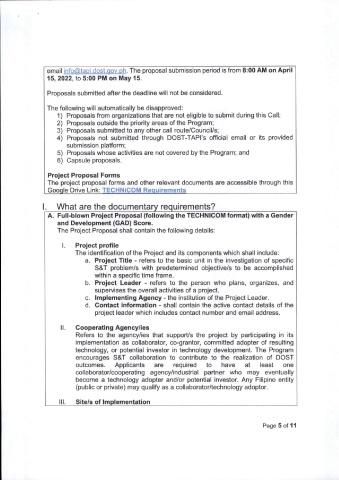 email info@tapi.dost.gov.ph. The proposal submission period is from 8:00 AM on April
15, 2022, to 5:00 PM on May 15.
Proposals submitted after the deadline will not be considered.
The following will automatically be disapproved:
1) Proposals from organizations that are not eligible to submit during this Call;
2) Proposals outside the priority areas of the Program;
3) Proposals submitted to any other call route/Council/s;
4) Proposals not submitted through DOST-TAPI's official email or its provided
submission platform;
5) Proposals whose activities are not covered by the Program; and
6) Capsule proposals.
Project Proposal Forms
The project proposal forms and other relevant documents are accessible through this
Google Drive Link: TECHNiCOM Requirements
I. What are the documentary requirements?
A. Full-blown Project Proposal (following the TECHNICOM format) with a Gender
and Development (GAD) Score.
The Project Proposal shall contain the following details:
I. Project profile
The identification of the Project and its components which shall include:
a. Project Title - refers to the basic unit in the investigation of specific
S&T problem/s with predetermined objective/s to be accomplished
within a specific time frame.
b. Project Leader - refers to the person who plans, organizes, and
supervises the overall activities of a project.
c. Implementing Agency - the institution of the Project Leader.
d. Contact information - shall contain the active contact details of the
project leader which includes contact number and email address.
II. Cooperating Agency/ies
Refers to the agency/ies that support/s the project by participating in its
implementation as collaborator, co-grantor, committed adopter of resulting
technology, or potential investor in technology development. The Program
encourages S&T collaboration to contribute to the realization of DOST
outcomes. Applicants are required to have at least one
collaborator/cooperating agency/industrial partner who may eventually
become a technology adopter and/or potential investor. Any Filipino entity
(public or private) may qualify as a collaborator/technology adoptor.
III. Site/s of Implementation
Page 5 of 11